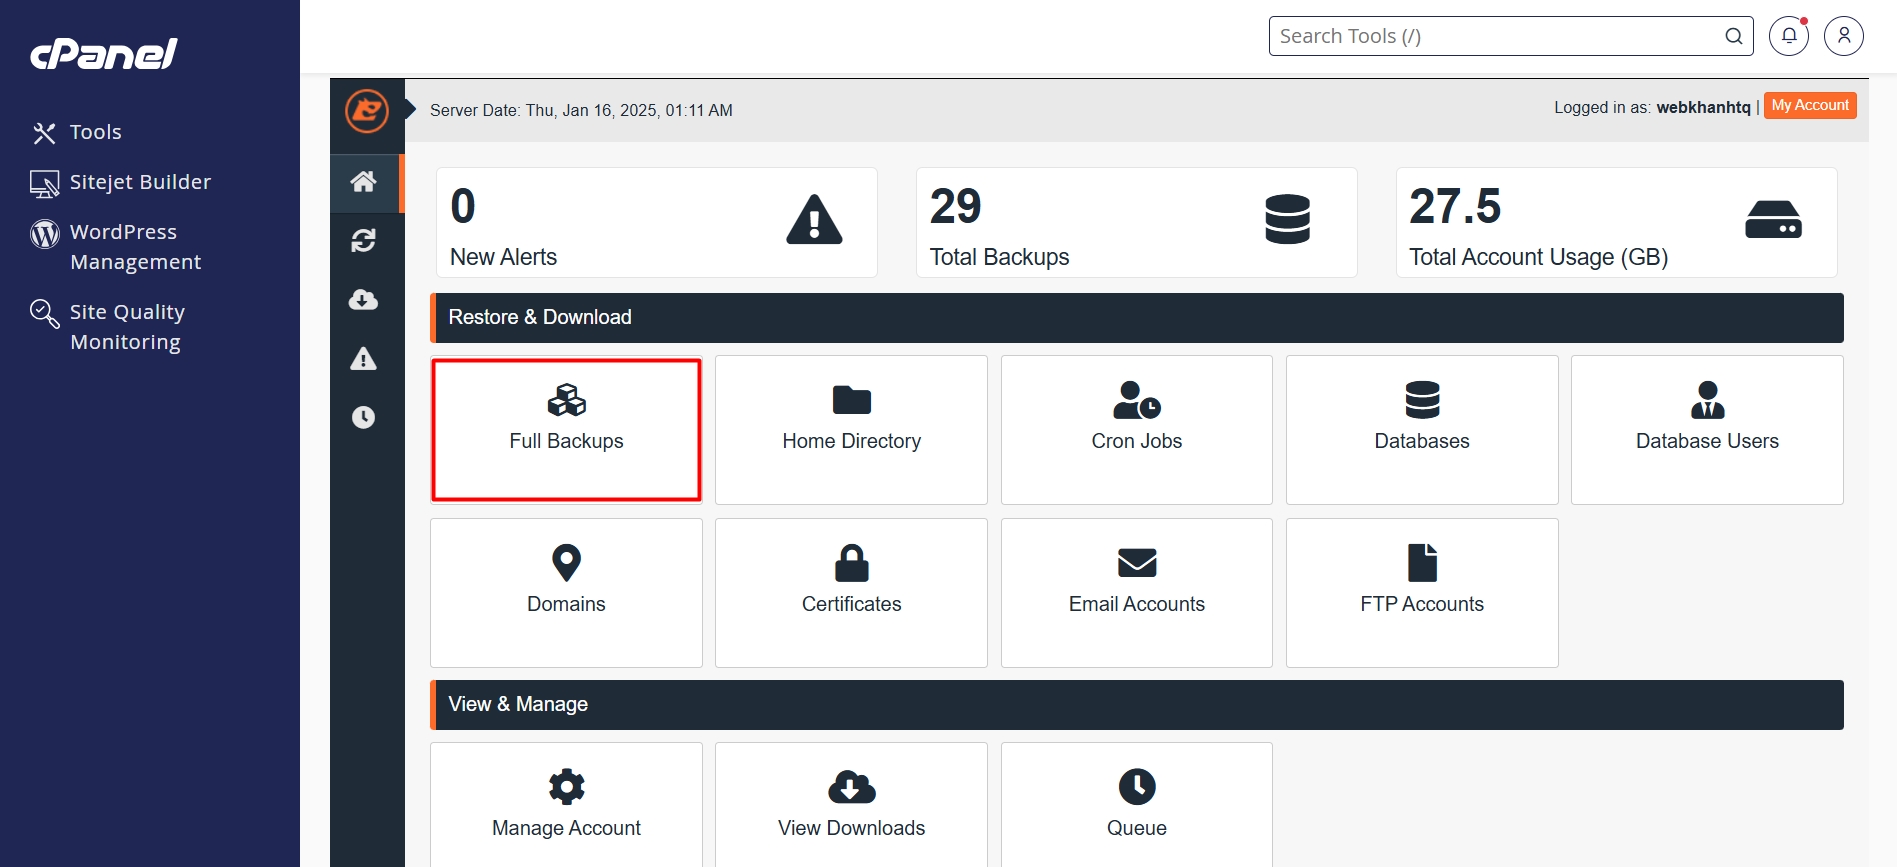 cPanel
Search Tools (/)
Tools
Sitejet Builder
WordPress
Management
Site Quality
Monitoring
Server Date: Thu, Jan 16, 2025, 01:11 AM
Logged in as: webkhanhtq | My Account
0
New Alerts
29
Total Backups
27.5
Total Account Usage (GB)
Restore & Download
Full Backups
Home Directory
Cron Jobs
Databases
Database Users
Domains
Certificates
Email Accounts
FTP Accounts
View & Manage
Manage Account
View Downloads
Queue